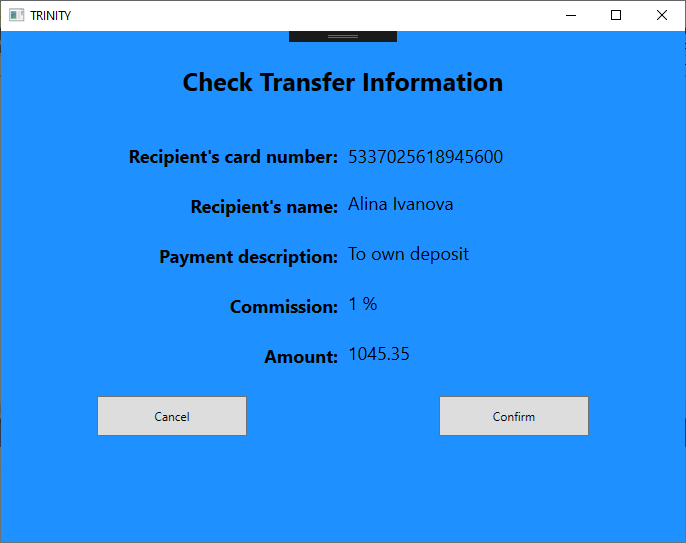 TRINITY
Check Transfer Information
Recipient's card number: 5337025618945600
Recipient's name: Alina Ivanova
Payment description: To own deposit
Commission: 1 %
Amount: 1045.35
Cancel Confirm